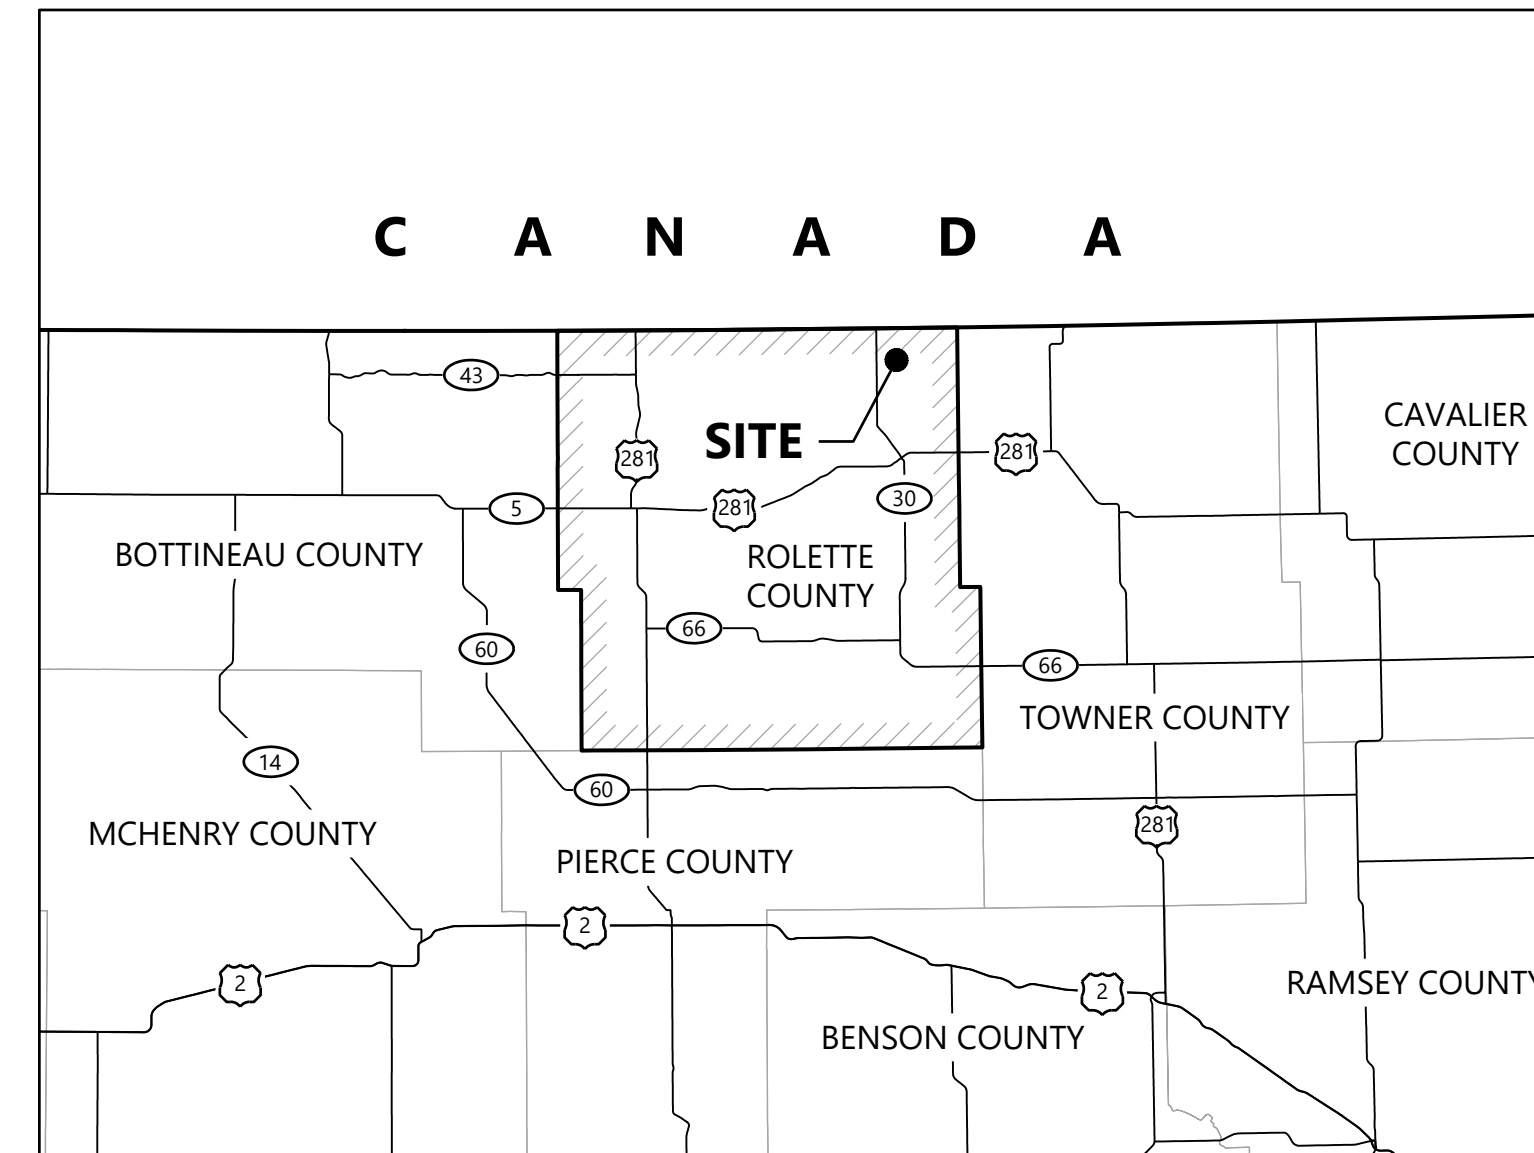 C A N A D A
43
CAVALIER
COUNTY
SITE
281
281
30
5
281
BOTTINEAU COUNTY
ROLETTE
COUNTY
66
60
66
TOWNER COUNTY
14
60
281
MCHENRY COUNTY
PIERCE COUNTY
2
2
2
RAMSEY COUNTY
BENSON COUNTY